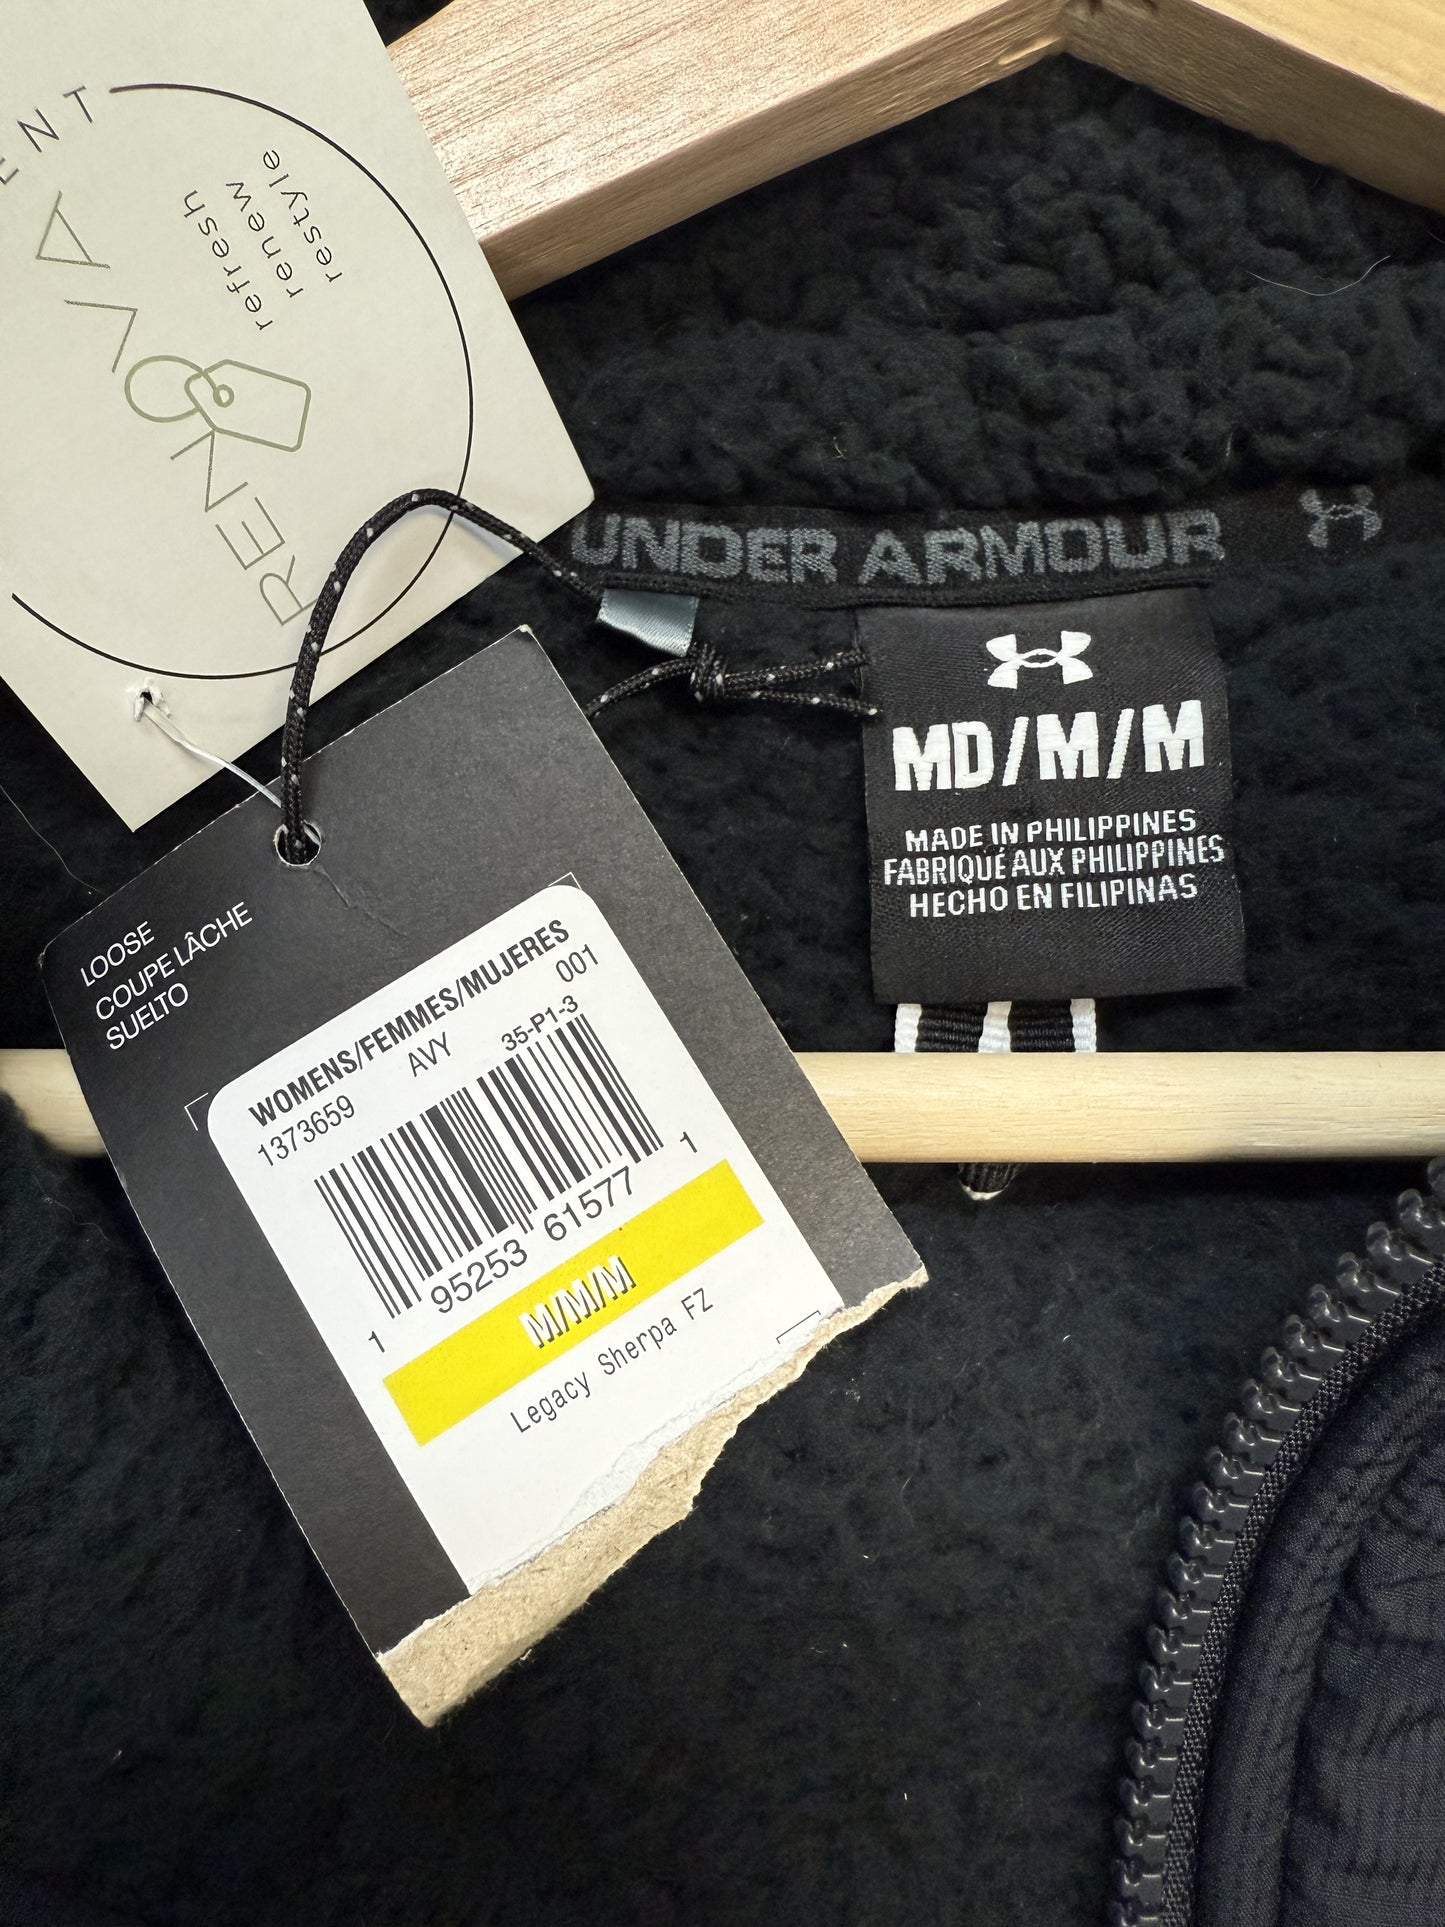 RENOVA
ENT
refresh
renew
restyle
UNDER ARMOUR
MD/M/M
MADE IN PHILIPPINES
FABRIQUÉ AUX PHILIPPINES
HECHO EN FILIPINAS
LOOSE
COUPE LÂCHE
SUELTO
WOMENS/FEMMES/MUJERES
1373659 AVY 001
35-P1-3
1 95253 61577 1
M/M/M
Legacy Sherpa FZ